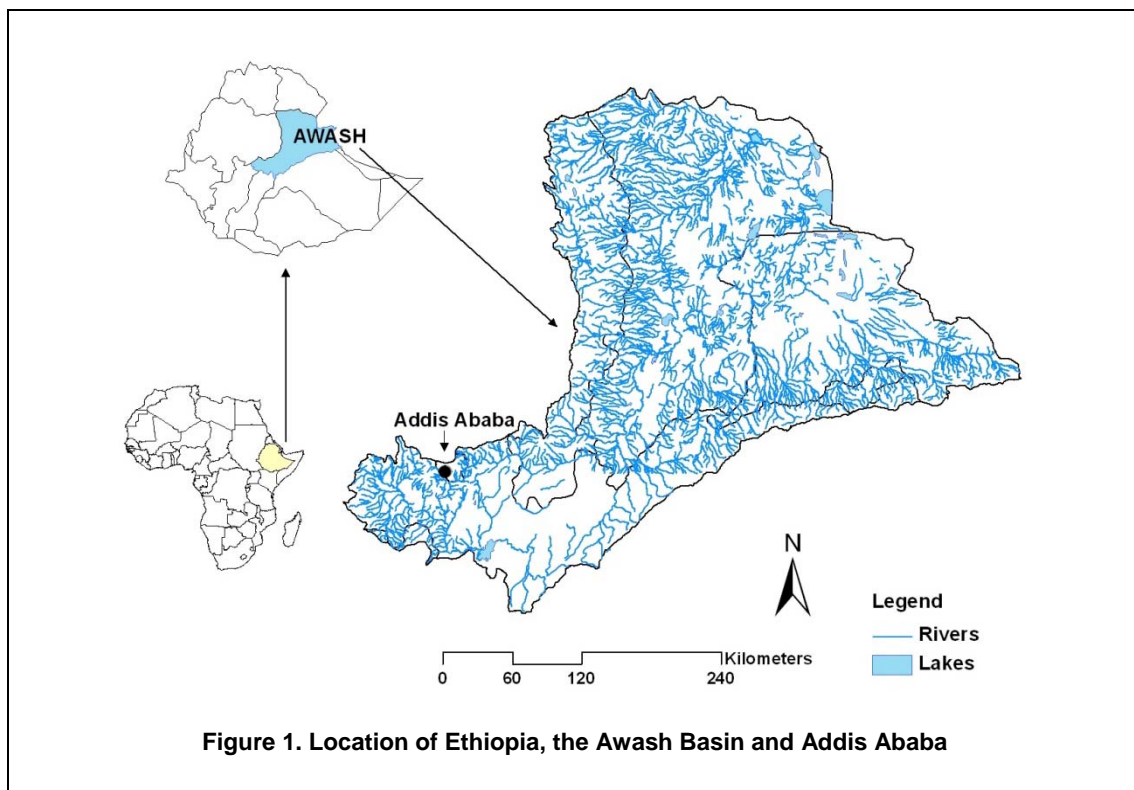 AWASH
Addis Ababa
N
Legend
Rivers
Lakes
Kilometers
0 60 120 240
Figure 1. Location of Ethiopia, the Awash Basin and Addis Ababa